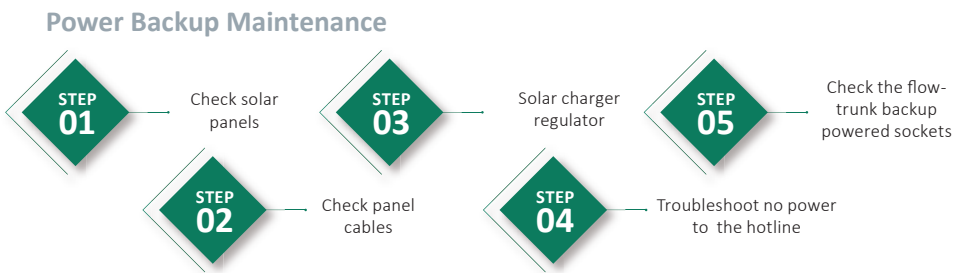 Power Backup Maintenance
STEP
01
Check solar
panels
STEP
02
Check panel
cables
STEP
03
Solar charger
regulator
STEP
04
Troubleshoot no power
to the hotline
STEP
05
Check the flow-
trunk backup
powered sockets